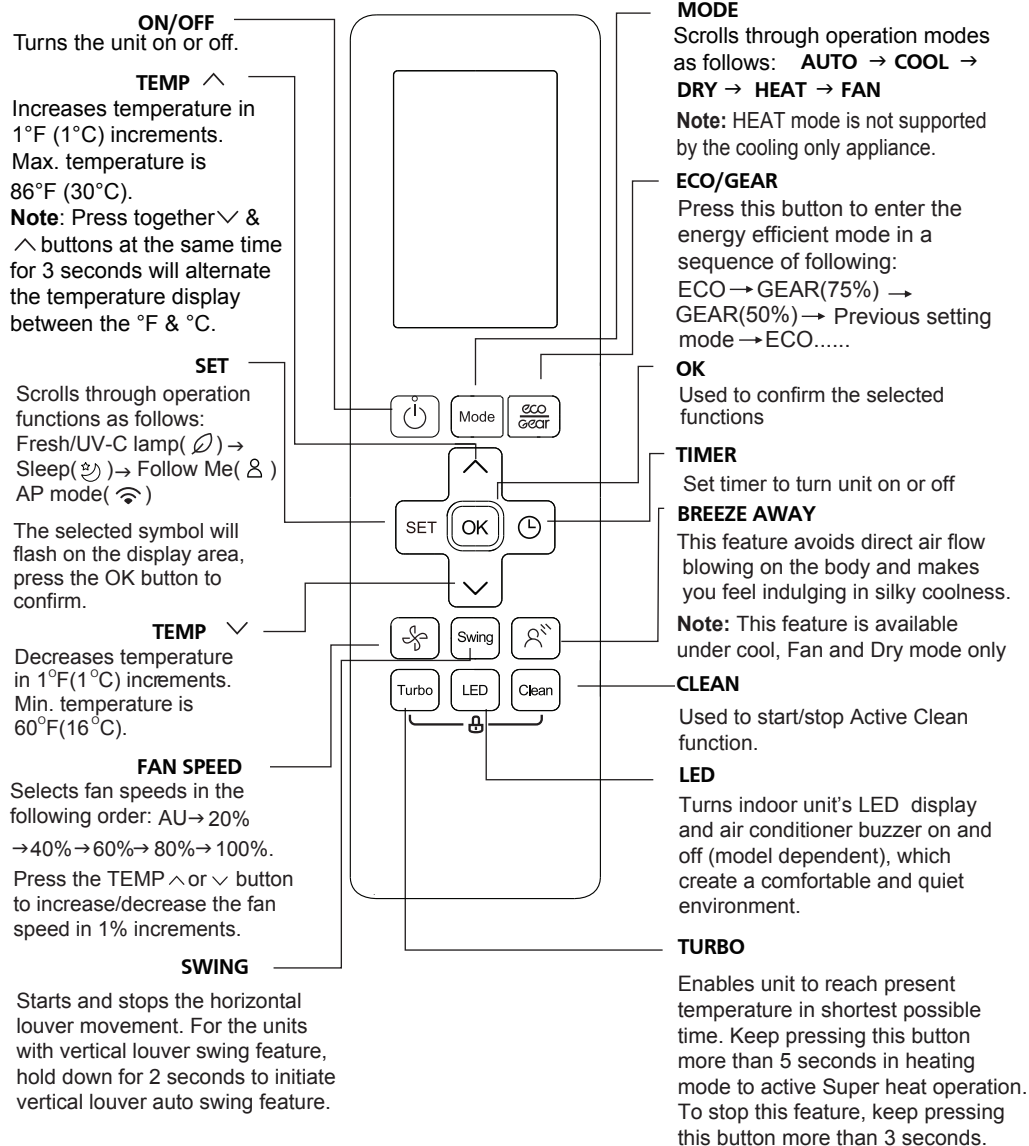 ON/OFF
Turns the unit on or off.
TEMP ︿
Increases temperature in
1°F (1°C) increments.
Max. temperature is
86°F (30°C).
Note: Press together﹀ &
︿ buttons at the same time
for 3 seconds will alternate
the temperature display
between the °F & °C.
SET
Scrolls through operation
functions as follows:
Fresh/UV-C lamp( ) →
Sleep( )→ Follow Me( )
AP mode( )
The selected symbol will
flash on the display area,
press the OK button to
confirm.
TEMP ﹀
Decreases temperature
in 1°F(1°C) increments.
Min. temperature is
60°F(16°C).
FAN SPEED
Selects fan speeds in the
following order: AU→20%
→40%→60%→80%→100%.
Press the TEMP ︿ or ﹀ button
to increase/decrease the fan
speed in 1% increments.
SWING
Starts and stops the horizontal
louver movement. For the units
with vertical louver swing feature,
hold down for 2 seconds to initiate
vertical louver auto swing feature.
Mode
eco
Gear
SET
OK
Swing
Turbo
LED
Clean
MODE
Scrolls through operation modes
as follows: AUTO → COOL →
DRY → HEAT → FAN
Note: HEAT mode is not supported
by the cooling only appliance.
ECO/GEAR
Press this button to enter the
energy efficient mode in a
sequence of following:
ECO → GEAR(75%) →
GEAR(50%) → Previous setting
mode → ECO......
OK
Used to confirm the selected
functions
TIMER
Set timer to turn unit on or off
BREEZE AWAY
This feature avoids direct air flow
blowing on the body and makes
you feel indulging in silky coolness.
Note: This feature is available
under cool, Fan and Dry mode only
CLEAN
Used to start/stop Active Clean
function.
LED
Turns indoor unit's LED display
and air conditioner buzzer on and
off (model dependent), which
create a comfortable and quiet
environment.
TURBO
Enables unit to reach present
temperature in shortest possible
time. Keep pressing this button
more than 5 seconds in heating
mode to active Super heat operation.
To stop this feature, keep pressing
this button more than 3 seconds.